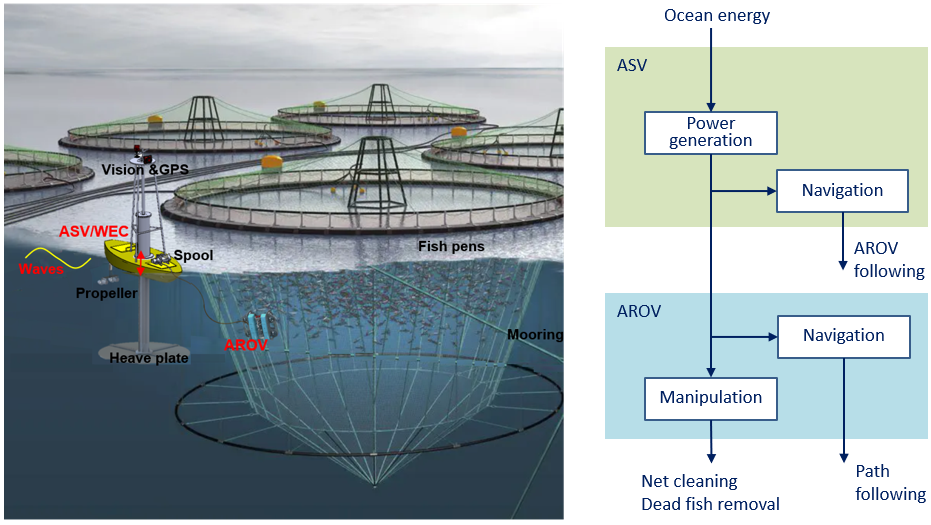 Vision &GPS
ASV/WEC
Spool
Fish pens
Waves
Propeller
Mooring
AROV
Heave plate
Ocean energy
ASV
Power
generation
Navigation
AROV
following
AROV
Navigation
Manipulation
Net cleaning
Dead fish removal
Path
following